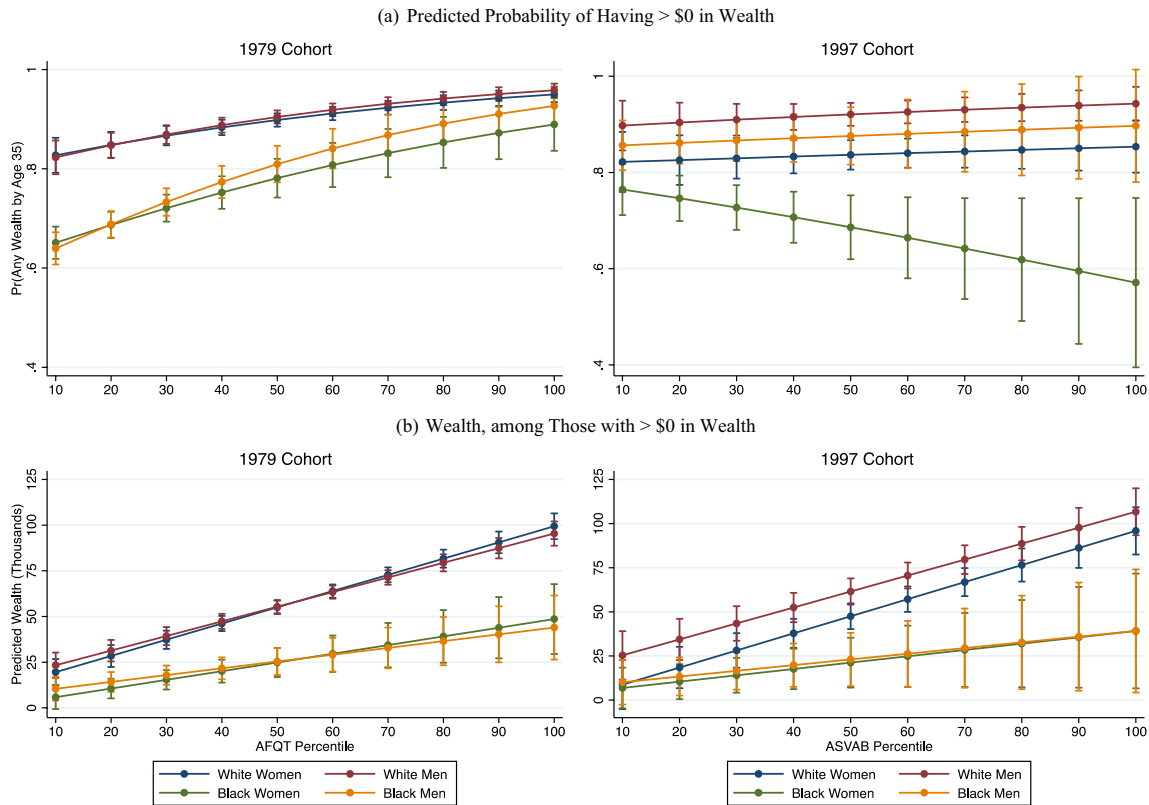 (a) Predicted Probability of Having > $0 in Wealth
1979 Cohort
1997 Cohort
Pr(Any Wealth by Age 35)
1
.8
.6
.4
10 20 30 40 50 60 70 80 90 100
1
.8
.6
.4
10 20 30 40 50 60 70 80 90 100
(b) Wealth, among Those with > $0 in Wealth
1979 Cohort
1997 Cohort
Predicted Wealth (Thousands)
125
100
75
50
25
0
10 20 30 40 50 60 70 80 90 100
AFQT Percentile
125
100
75
50
25
0
10 20 30 40 50 60 70 80 90 100
ASVAB Percentile
White Women White Men
Black Women Black Men
White Women White Men
Black Women Black Men